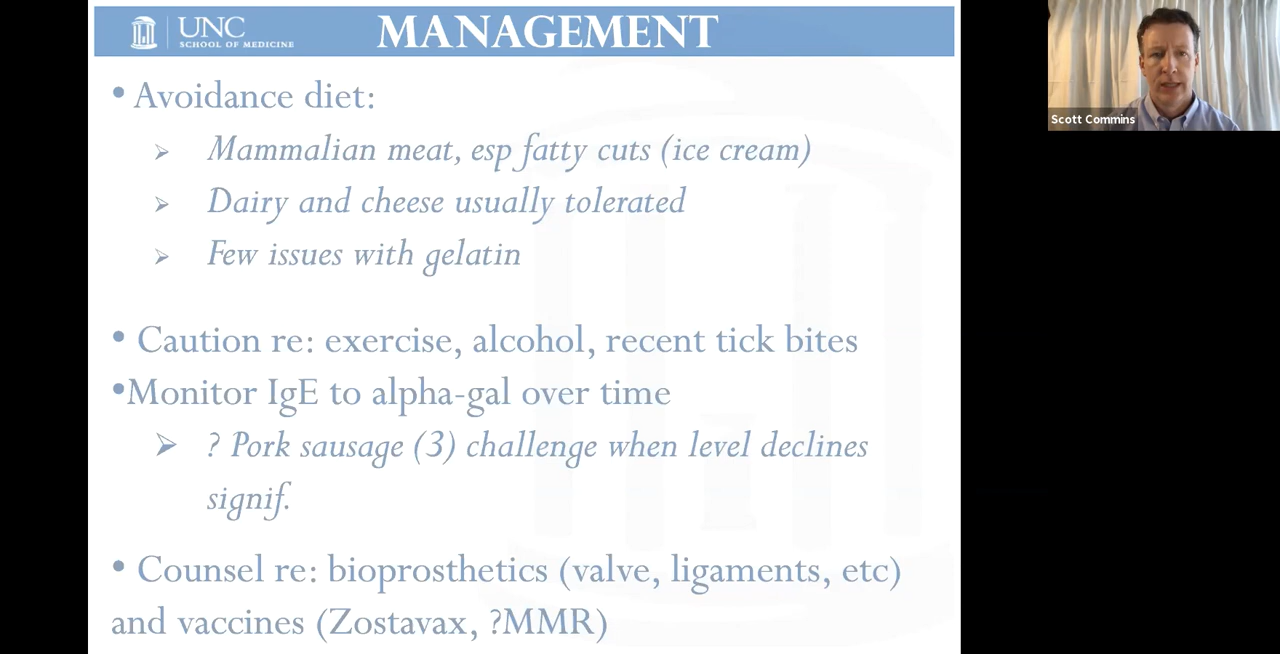 UNC
SCHOOL OF MEDICINE
MANAGEMENT
• Avoidance diet:
➢ Mammalian meat, esp fatty cuts (ice cream)
➢ Dairy and cheese usually tolerated
➢ Few issues with gelatin
• Caution re: exercise, alcohol, recent tick bites
•Monitor IgE to alpha-gal over time
➢ ? Pork sausage (3) challenge when level declines
signif.
• Counsel re: bioprosthetics (valve, ligaments, etc)
and vaccines (Zostavax, ?MMR)
Scott Commins